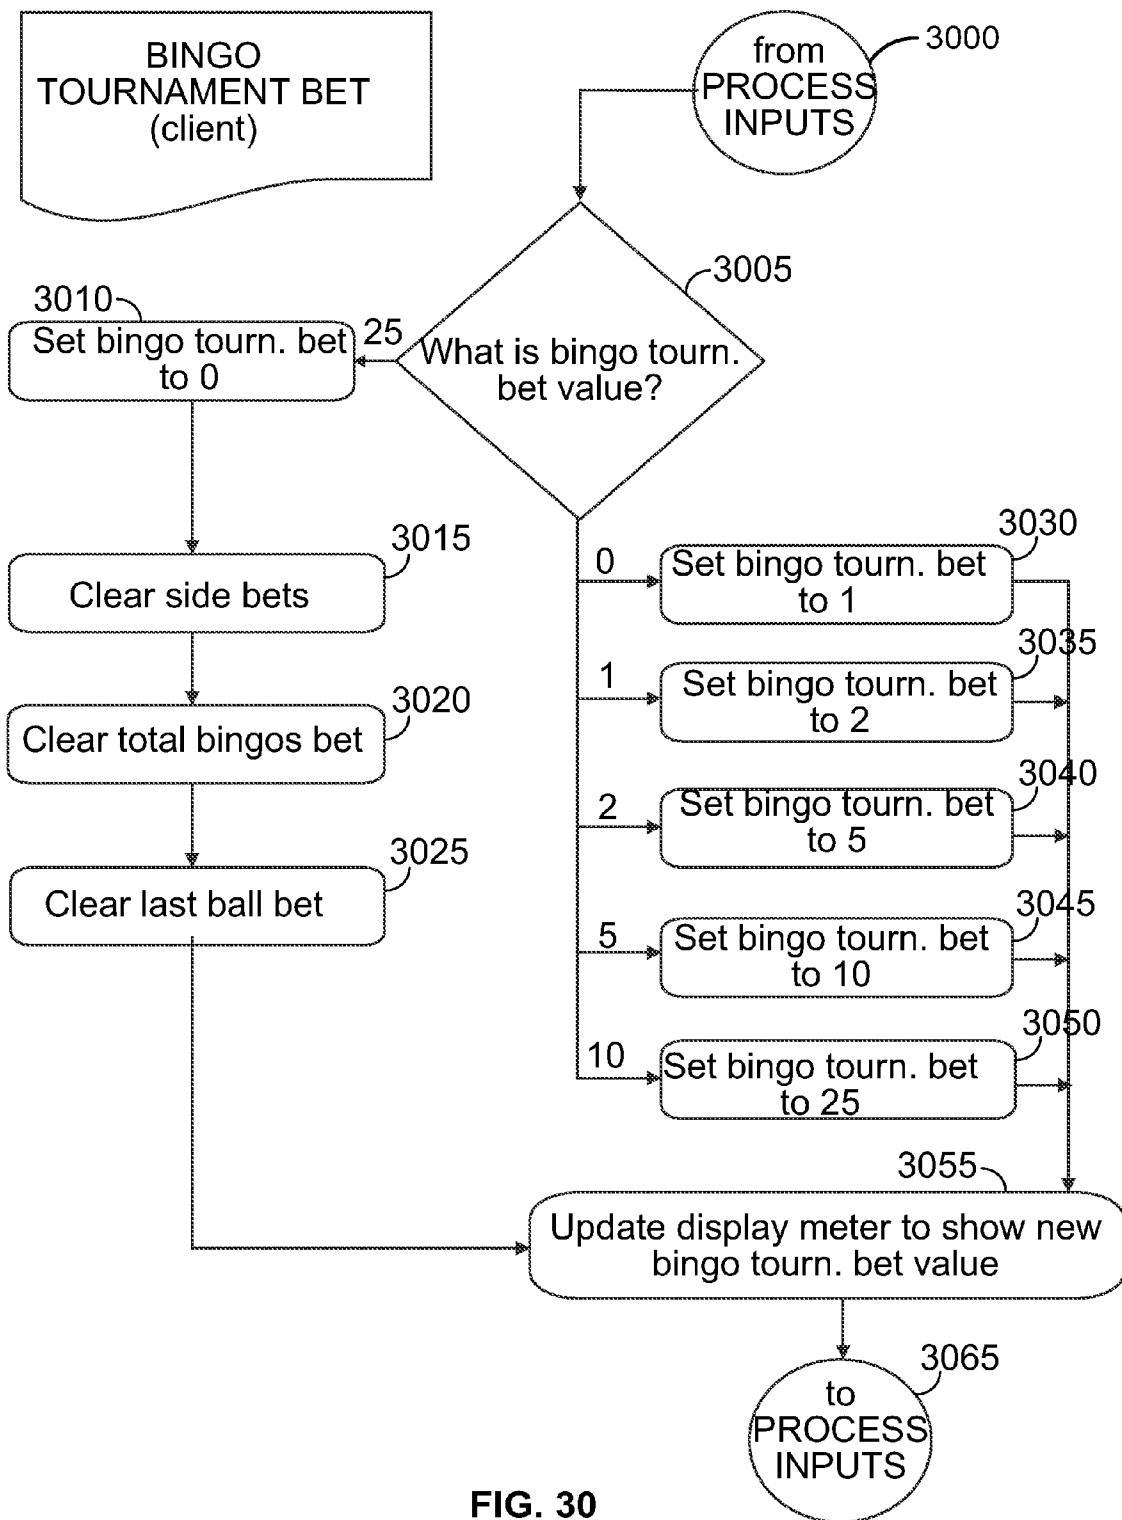 BINGO
TOURNAMENT BET
(client)
from
PROCESS
INPUTS
3000
3005
What is bingo tourn.
bet value?
25
3010
Set bingo tourn. bet
to 0
3015
Clear side bets
3020
Clear total bingos bet
3025
Clear last ball bet
0
3030
Set bingo tourn. bet
to 1
1
3035
Set bingo tourn. bet
to 2
2
3040
Set bingo tourn. bet
to 5
5
3045
Set bingo tourn. bet
to 10
10
3050
Set bingo tourn. bet
to 25
3055
Update display meter to show new
bingo tourn. bet value
3065
to
PROCESS
INPUTS
FIG. 30